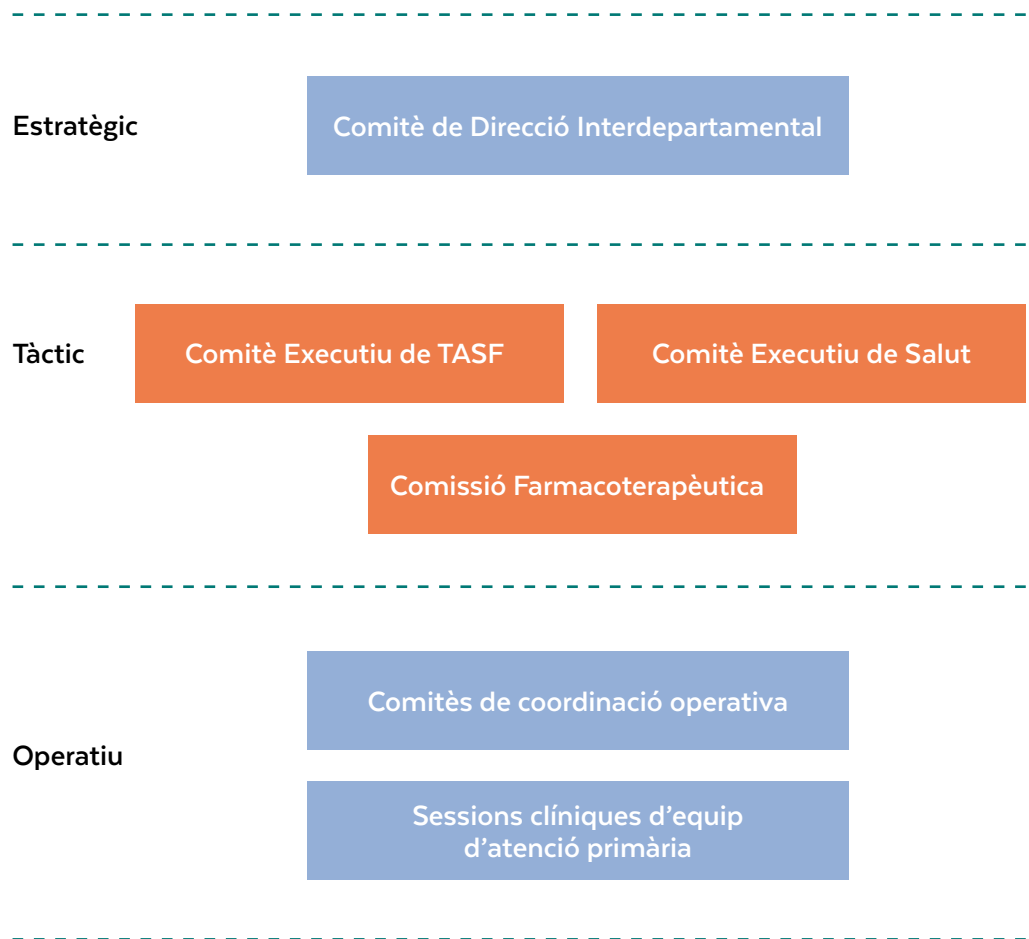 Estratègic
Comitè de Direcció Interdepartamental
Tàctic
Comitè Executiu de TASF
Comitè Executiu de Salut
Comissió Farmacoterapèutica
Comitès de coordinació operativa
Operatiu
Sessions clíniques d’equip
d’atenció primària